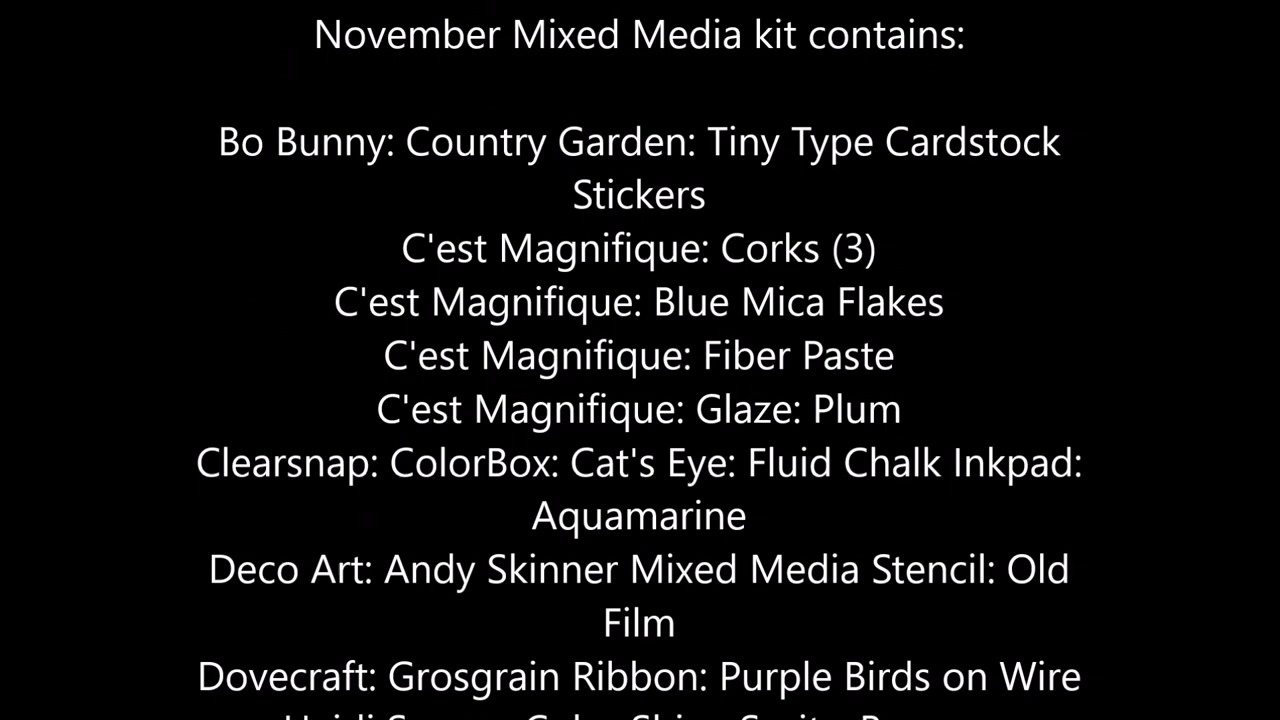 November Mixed Media kit contains:
Bo Bunny: Country Garden: Tiny Type Cardstock
Stickers
C'est Magnifique: Corks (3)
C'est Magnifique: Blue Mica Flakes
C'est Magnifique: Fiber Paste
C'est Magnifique: Glaze: Plum
Clearsnap: ColorBox: Cat's Eye: Fluid Chalk Inkpad:
Aquamarine
Deco Art: Andy Skinner Mixed Media Stencil: Old
Film
Dovecraft: Grosgrain Ribbon: Purple Birds on Wire